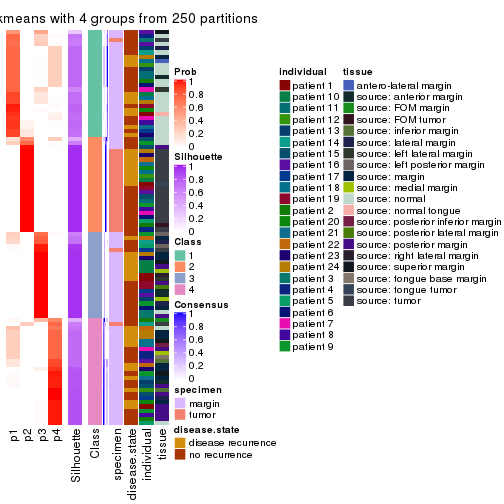 kmeans with 4 groups from 250 partitions
Prob
1
0.8
0.6
0.4
0.2
0
Silhouette
1
0.8
0.6
0.4
0.2
0
Class
1
2
3
4
Consensus
1
0.8
0.6
0.4
0.2
0
specimen
margin
tumor
disease.state
disease recurrence
no recurrence
individual
patient 1
patient 10
patient 11
patient 12
patient 13
patient 14
patient 15
patient 16
patient 17
patient 18
patient 19
patient 2
patient 20
patient 21
patient 22
patient 23
patient 24
patient 3
patient 4
patient 5
patient 6
patient 7
patient 8
patient 9
tissue
antero-lateral margin
source: anterior margin
source: FOM margin
source: FOM tumor
source: inferior margin
source: lateral margin
source: left lateral margin
source: left posterior margin
source: margin
source: medial margin
source: normal
source: normal tongue
source: posterior inferior margin
source: posterior lateral margin
source: posterior margin
source: right lateral margin
source: superior margin
source: tongue base margin
source: tongue tumor
source: tumor
p1
p2
p3
p4
Silhouette
Class
specimen
disease.state
individual
tissue